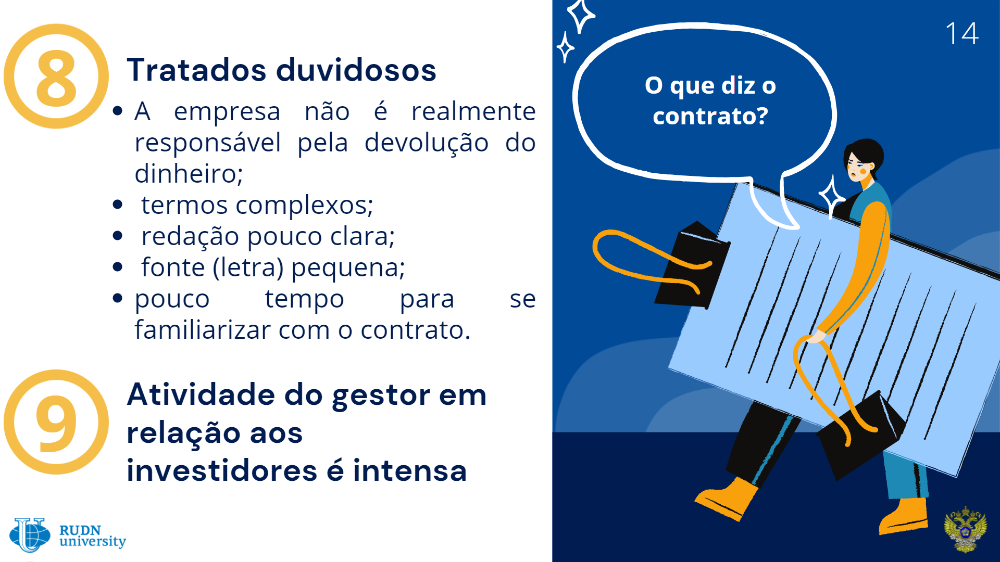 8
Tratados duvidosos
• A empresa não é realmente
responsável pela devolução do
dinheiro;
• termos complexos;
• redação pouco clara;
• fonte (letra) pequena;
• pouco tempo para se
familiarizar com o contrato.
9
Atividade do gestor em
relação aos
investidores é intensa
RUDN
university
14
O que diz o
contrato?